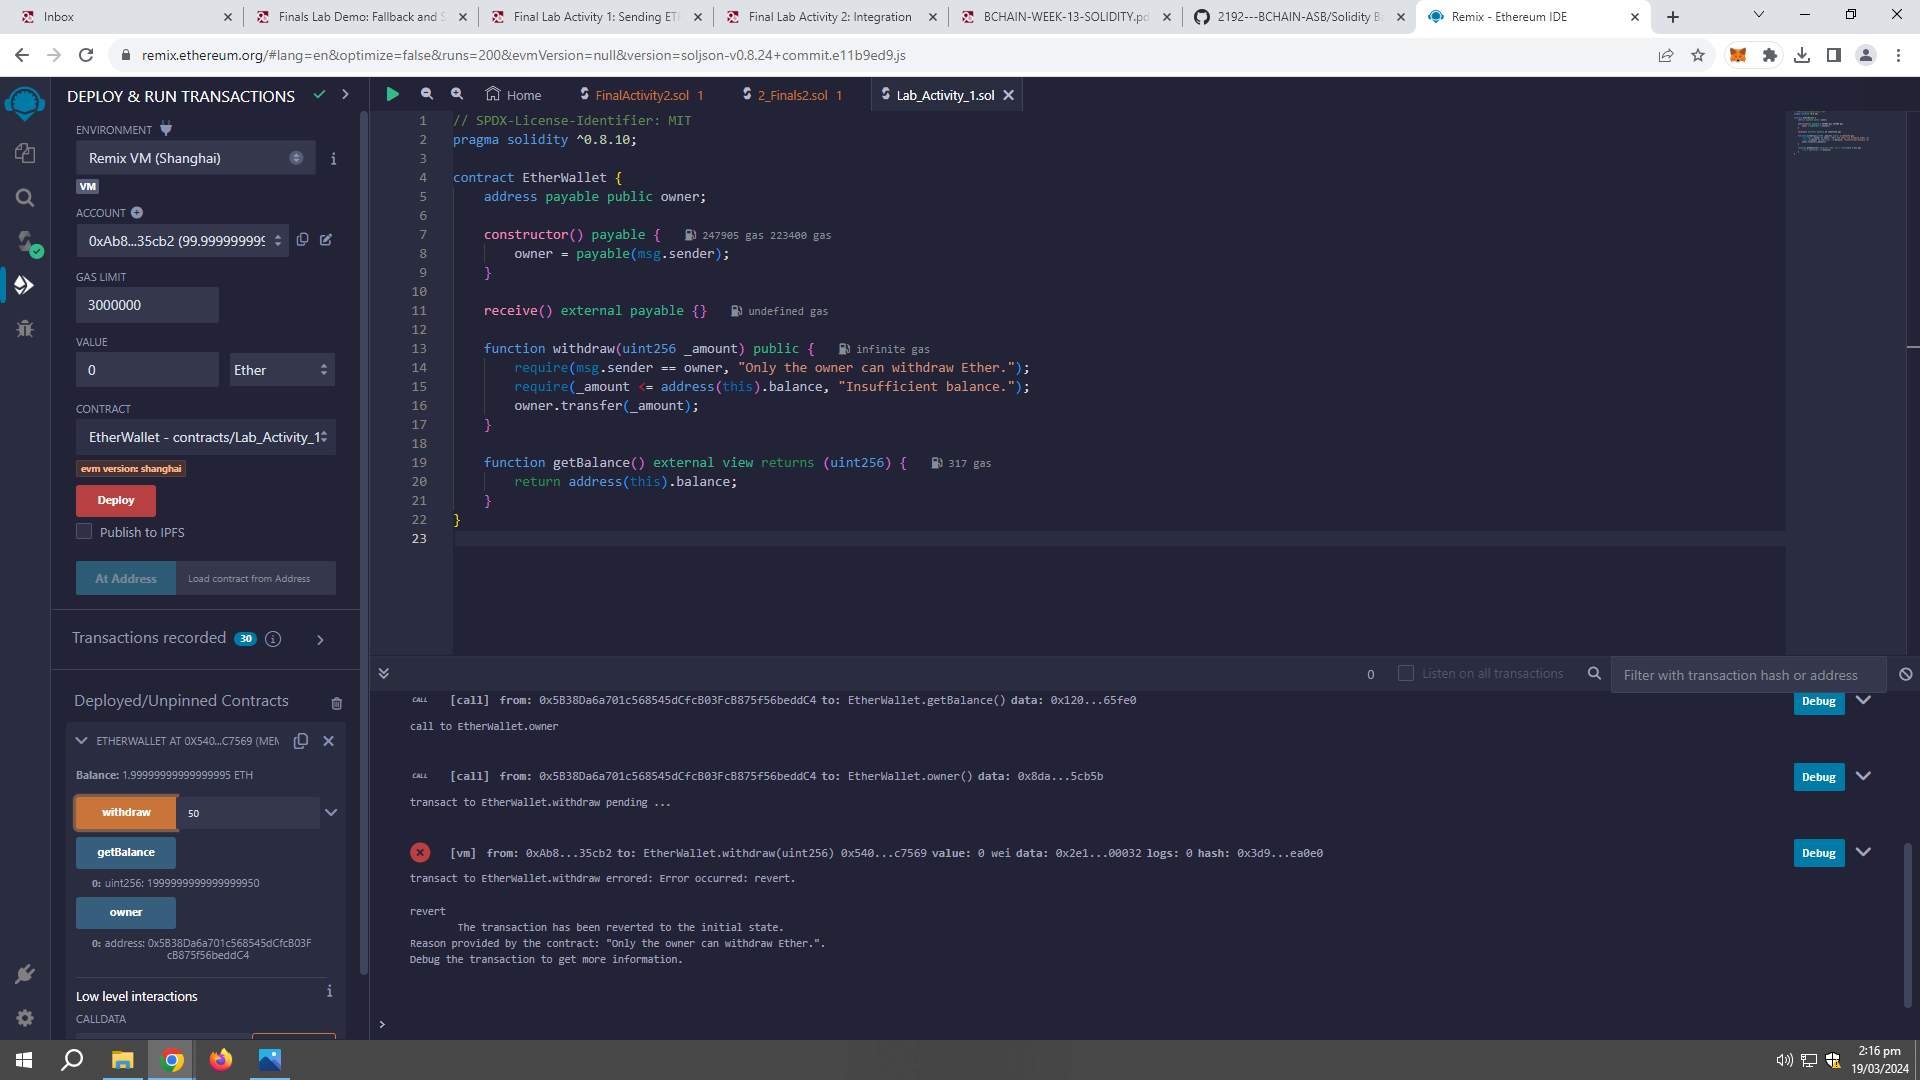 Inbox
Finals Lab Demo: Fallback and S
Final Lab Activity 1: Sending ETH
Final Lab Activity 2: Integration
BCHAIN-WEEK-13-SOLIDITY.pd
2192---BCHAIN-ASB/Solidity Ba
Remix - Ethereum IDE
remix.ethereum.org/#lang=en&optimize=false&runs=200&evmVersion=null&version=soljson-v0.8.24+commit.e11b9ed9.js
DEPLOY & RUN TRANSACTIONS
ENVIRONMENT
Remix VM (Shanghai)
VM
ACCOUNT
0xAb8...35cb2 (99.9999999999
GAS LIMIT
3000000
VALUE
0
Ether
CONTRACT
EtherWallet - contracts/Lab_Activity_1
evm version: shanghai
Deploy
Publish to IPFS
At Address
Load contract from Address
Transactions recorded 30
Deployed/Unpinned Contracts
ETHERWALLET AT 0X540...C7569 (MEM
Balance: 1.99999999999999995 ETH
withdraw
50
getBalance
0: uint256: 1999999999999999950
owner
0: address: 0x5B38Da6a701c568545dCfcB03F
cB875f56beddC4
Low level interactions
CALLDATA
Home
FinalActivity2.sol 1
2_Finals2.sol 1
Lab_Activity_1.sol
1 // SPDX-License-Identifier: MIT
2 pragma solidity ^0.8.10;
3
4 contract EtherWallet {
5 address payable public owner;
6
7 constructor() payable { 247905 gas 223400 gas
8 owner = payable(msg.sender);
9 }
10
11 receive() external payable {} undefined gas
12
13 function withdraw(uint256 _amount) public { infinite gas
14 require(msg.sender == owner, "Only the owner can withdraw Ether.");
15 require(_amount <= address(this).balance, "Insufficient balance.");
16 owner.transfer(_amount);
17 }
18
19 function getBalance() external view returns (uint256) { 317 gas
20 return address(this).balance;
21 }
22 }
23
0
Listen on all transactions
Filter with transaction hash or address
CALL [call] from: 0x5B38Da6a701c568545dCfcB03FcB875f56beddC4 to: EtherWallet.getBalance() data: 0x120...65fe0
Debug
call to EtherWallet.owner
CALL [call] from: 0x5B38Da6a701c568545dCfcB03FcB875f56beddC4 to: EtherWallet.owner() data: 0x8da...5cb5b
Debug
transact to EtherWallet.withdraw pending ...
[vm] from: 0xAb8...35cb2 to: EtherWallet.withdraw(uint256) 0x540...c7569 value: 0 wei data: 0x2e1...00032 logs: 0 hash: 0x3d9...ea0e0
Debug
transact to EtherWallet.withdraw errored: Error occurred: revert.
revert
The transaction has been reverted to the initial state.
Reason provided by the contract: "Only the owner can withdraw Ether.".
Debug the transaction to get more information.
>
2:16 pm
19/03/2024